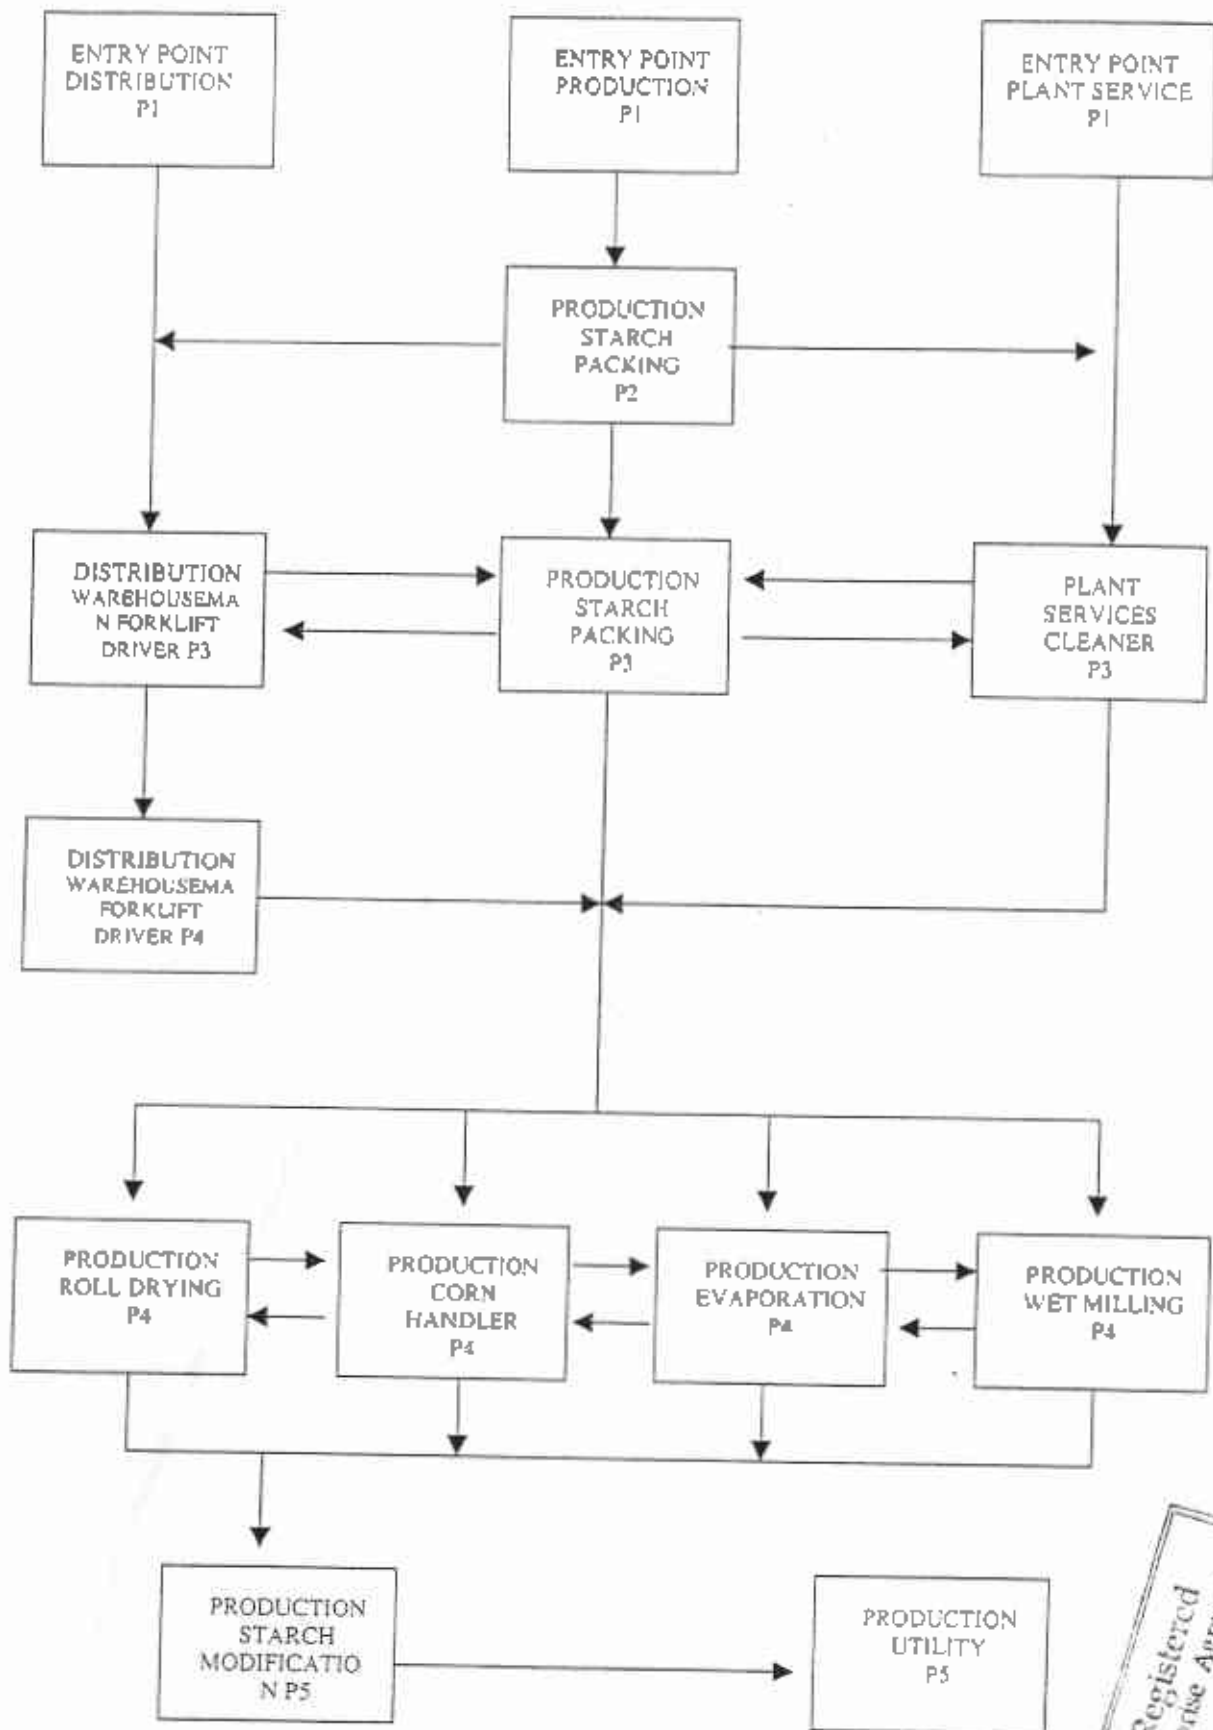 ENTRY POINT
DISTRIBUTION
P1
ENTRY POINT
PRODUCTION
P1
ENTRY POINT
PLANT SERVICE
P1
PRODUCTION
STARCH
PACKING
P2
DISTRIBUTION
WAREHOUSEMA
N FORKLIFT
DRIVER P3
PRODUCTION
STARCH
PACKING
P3
PLANT
SERVICES
CLEANER
P3
DISTRIBUTION
WAREHOUSEMA
FORKLIFT
DRIVER P4
PRODUCTION
ROLL DRYING
P4
PRODUCTION
CORN
HANDLER
P4
PRODUCTION
EVAPORATION
P4
PRODUCTION
WET MILLING
P4
PRODUCTION
STARCH
MODIFICATIO
N P5
PRODUCTION
UTILITY
P5
Registered